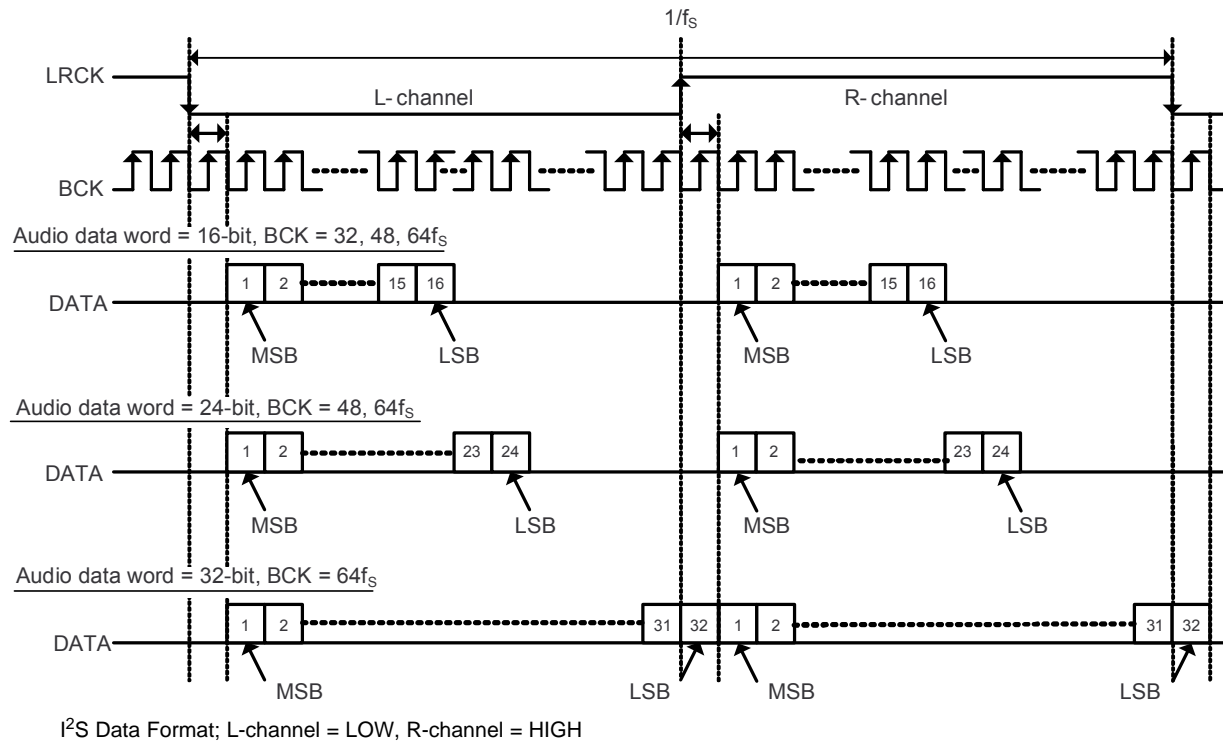 1/fS
LRCK
L- channel
R- channel
BCK
Audio data word = 16-bit, BCK = 32, 48, 64fS
DATA
1 2 15 16 1 2 15 16
MSB LSB MSB LSB
Audio data word = 24-bit, BCK = 48, 64fS
DATA
1 2 23 24 1 2 23 24
MSB LSB MSB LSB
Audio data word = 32-bit, BCK = 64fS
DATA
1 2 31 32 1 2 31 32
MSB LSB MSB LSB
I2S Data Format; L-channel = LOW, R-channel = HIGH